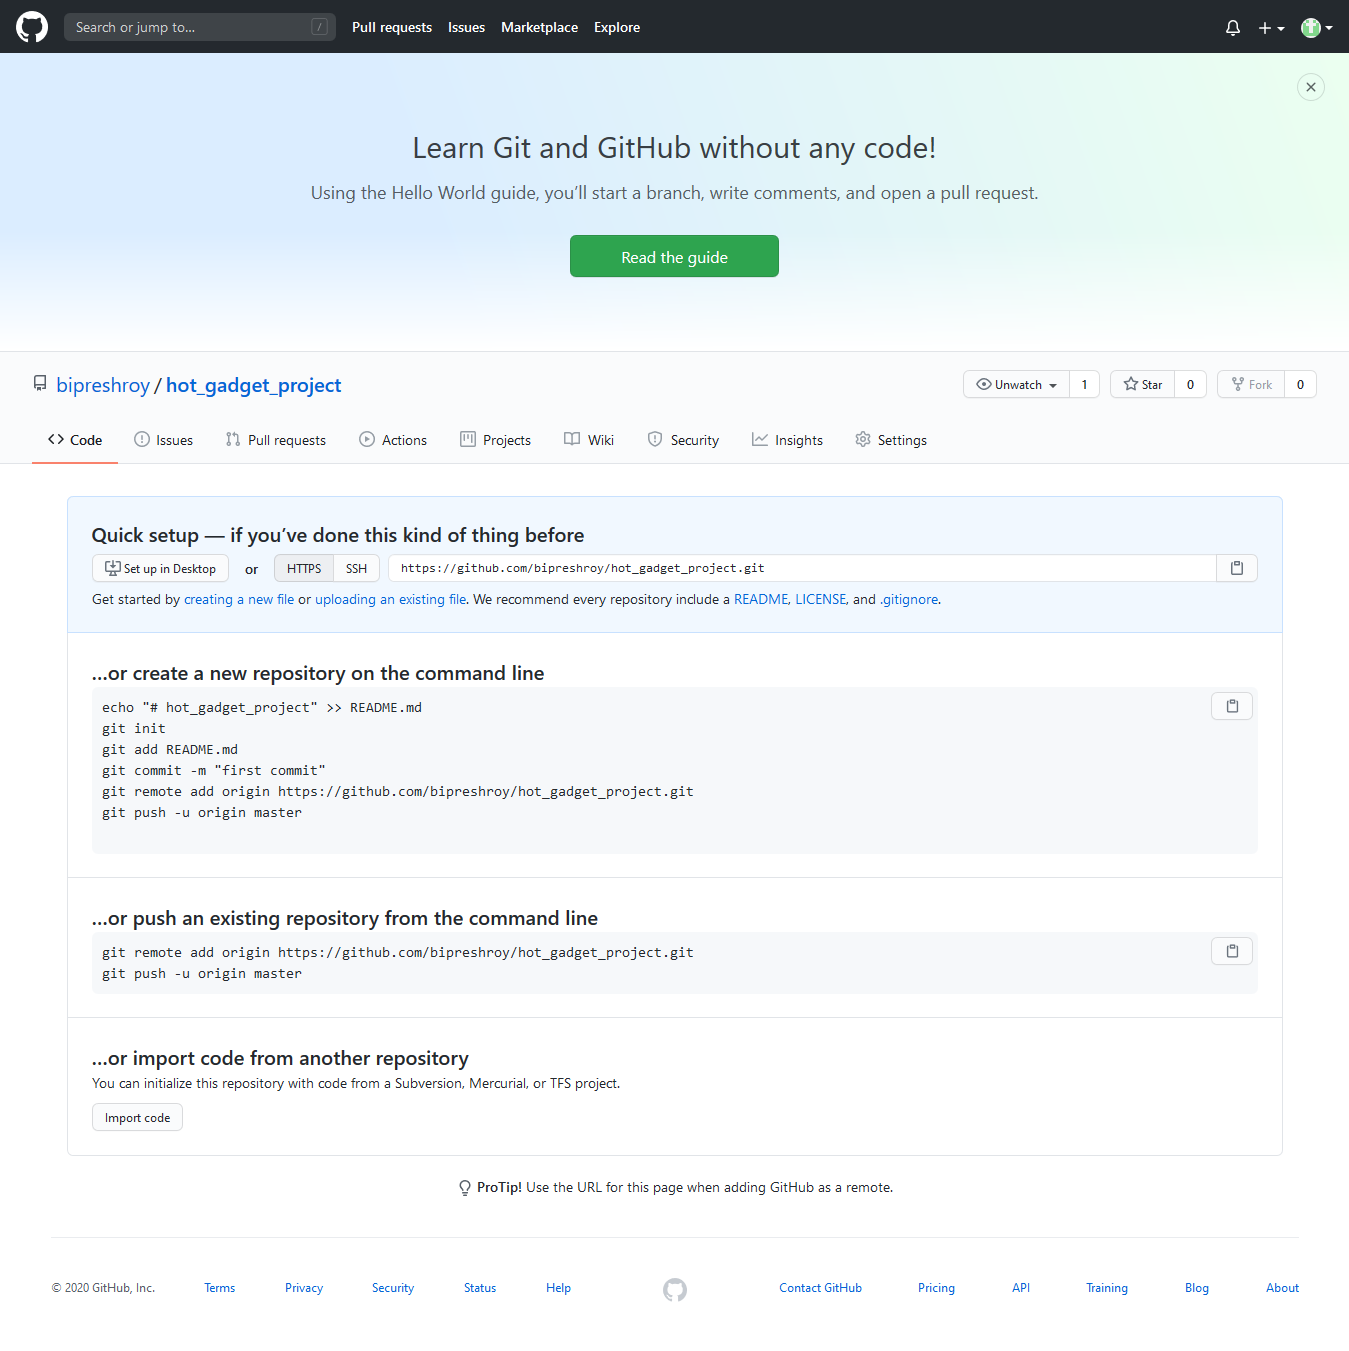 Search or jump to... /
Pull requests Issues Marketplace Explore
Learn Git and GitHub without any code!
Using the Hello World guide, you’ll start a branch, write comments, and open a pull request.
Read the guide
bipreshroy / hot_gadget_project
Unwatch 1 Star 0 Fork 0
Code Issues Pull requests Actions Projects Wiki Security Insights Settings
Quick setup — if you’ve done this kind of thing before
Set up in Desktop or HTTPS SSH https://github.com/bipreshroy/hot_gadget_project.git
Get started by creating a new file or uploading an existing file. We recommend every repository include a README, LICENSE, and .gitignore.
…or create a new repository on the command line
echo "# hot_gadget_project" >> README.md
git init
git add README.md
git commit -m "first commit"
git remote add origin https://github.com/bipreshroy/hot_gadget_project.git
git push -u origin master
…or push an existing repository from the command line
git remote add origin https://github.com/bipreshroy/hot_gadget_project.git
git push -u origin master
…or import code from another repository
You can initialize this repository with code from a Subversion, Mercurial, or TFS project.
Import code
ProTip! Use the URL for this page when adding GitHub as a remote.
© 2020 GitHub, Inc. Terms Privacy Security Status Help Contact GitHub Pricing API Training Blog About